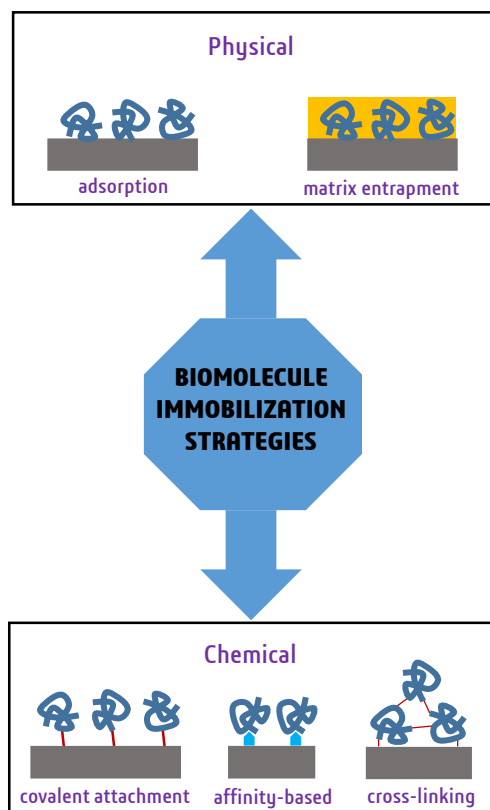 Physical
adsorption
matrix entrapment
BIOMOLECULE
IMMOBILIZATION
STRATEGIES
Chemical
covalent attachment
affinity-based
cross-linking